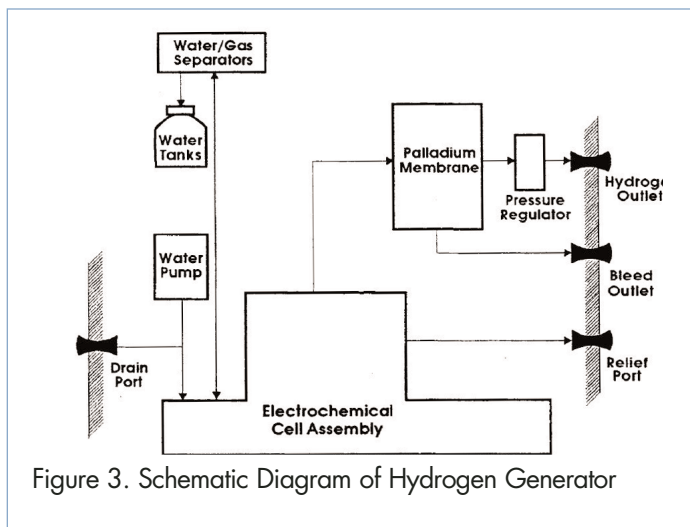 Water/Gas
Separators
Water
Tanks
Palladium
Membrane
Pressure
Regulator
Hydroge
Outlet
Water
Pump
Bleed
Outlet
Drain
Port
Relief
Port
Electrochemical
Cell Assembly
Figure 3. Schematic Diagram of Hydrogen Generator